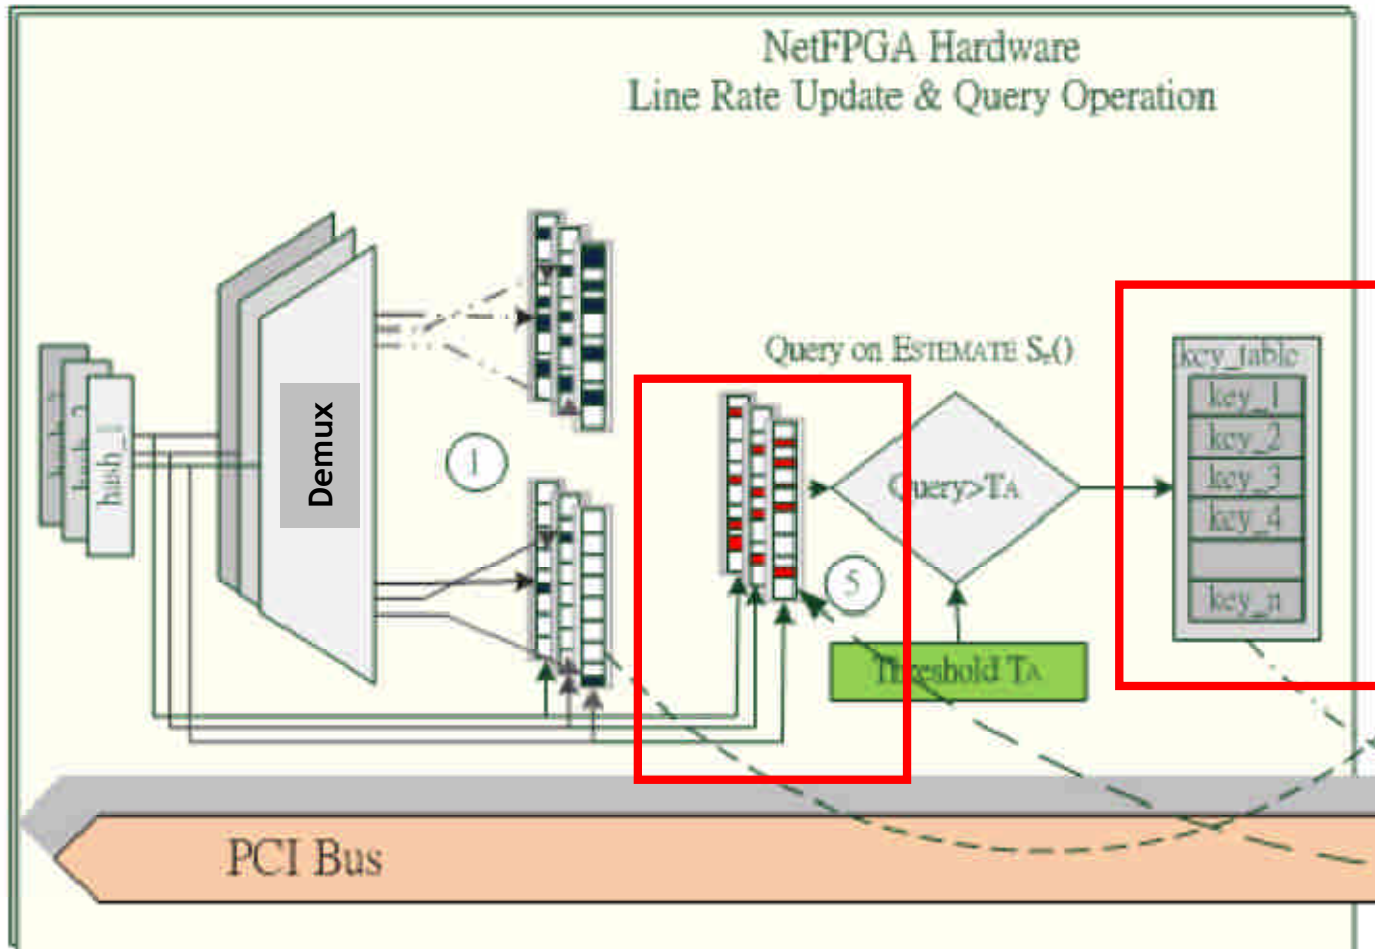 NetFPGA Hardware
Line Rate Update & Query Operation
Query on ESTEMATE Se()
key_table
key_1
key_2
key_3
key_4
key_n
hash_1
Demux
1
Query>TA
5
Threshold TA
PCI Bus